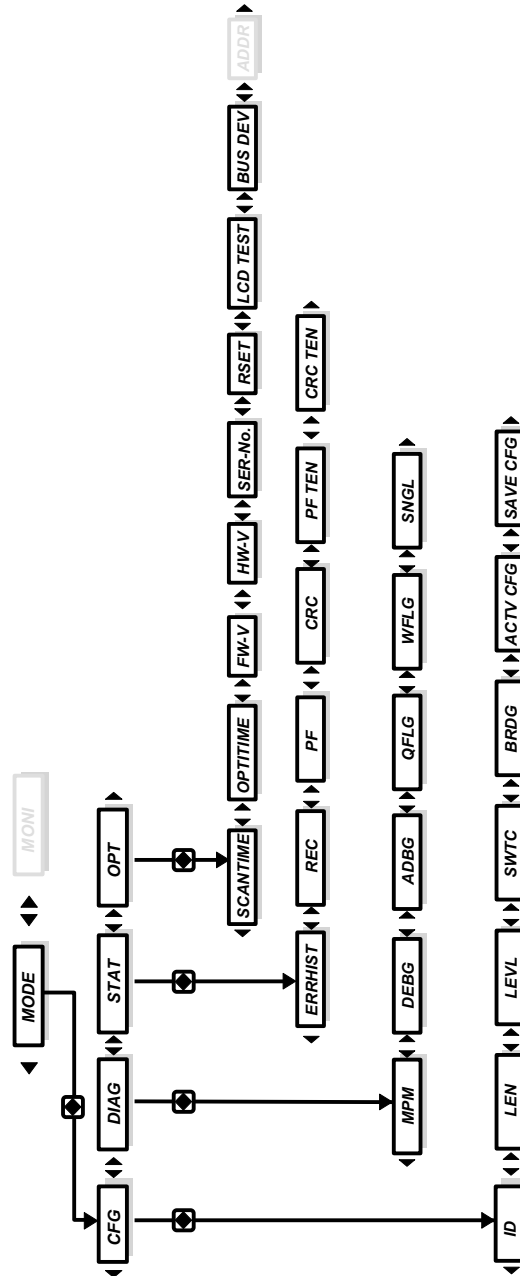 MODE
MONI
CFG
DIAG
STAT
OPT
SCANTIME
OPTITIME
FW-V
HW-V
SER-No.
RSET
LCD TEST
BUS DEV
ADDR
ERRHIST
REC
PF
CRC
PF TEN
CRC TEN
MPM
DEBG
ADBG
QFLG
WFLG
SNGL
ID
LEN
LEVL
SWTC
BRDG
ACTV CFG
SAVE CFG